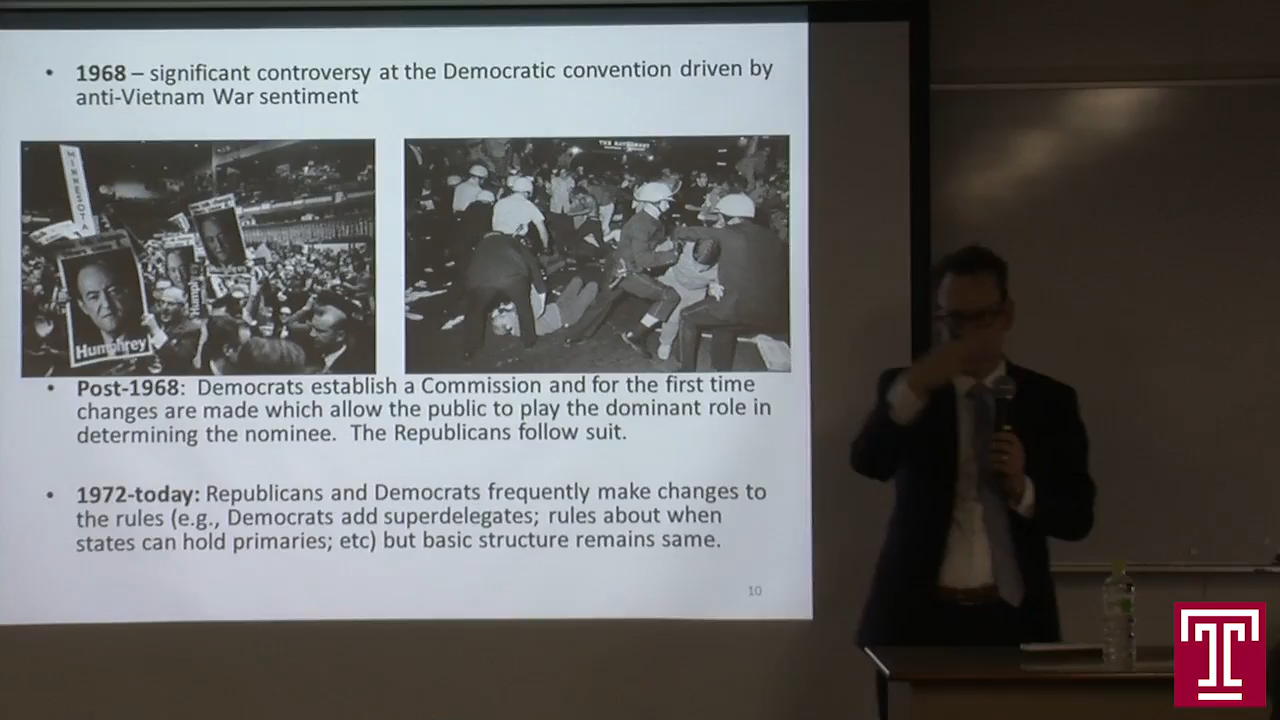 • 1968 – significant controversy at the Democratic convention driven by
anti-Vietnam War sentiment
MINNESOT
Humphrey
Humphrey
• Post-1968: Democrats establish a Commission and for the first time
changes are made which allow the public to play the dominant role in
determining the nominee. The Republicans follow suit.
• 1972-today: Republicans and Democrats frequently make changes to
the rules (e.g., Democrats add superdelegates; rules about when
states can hold primaries; etc) but basic structure remains same.
10
T